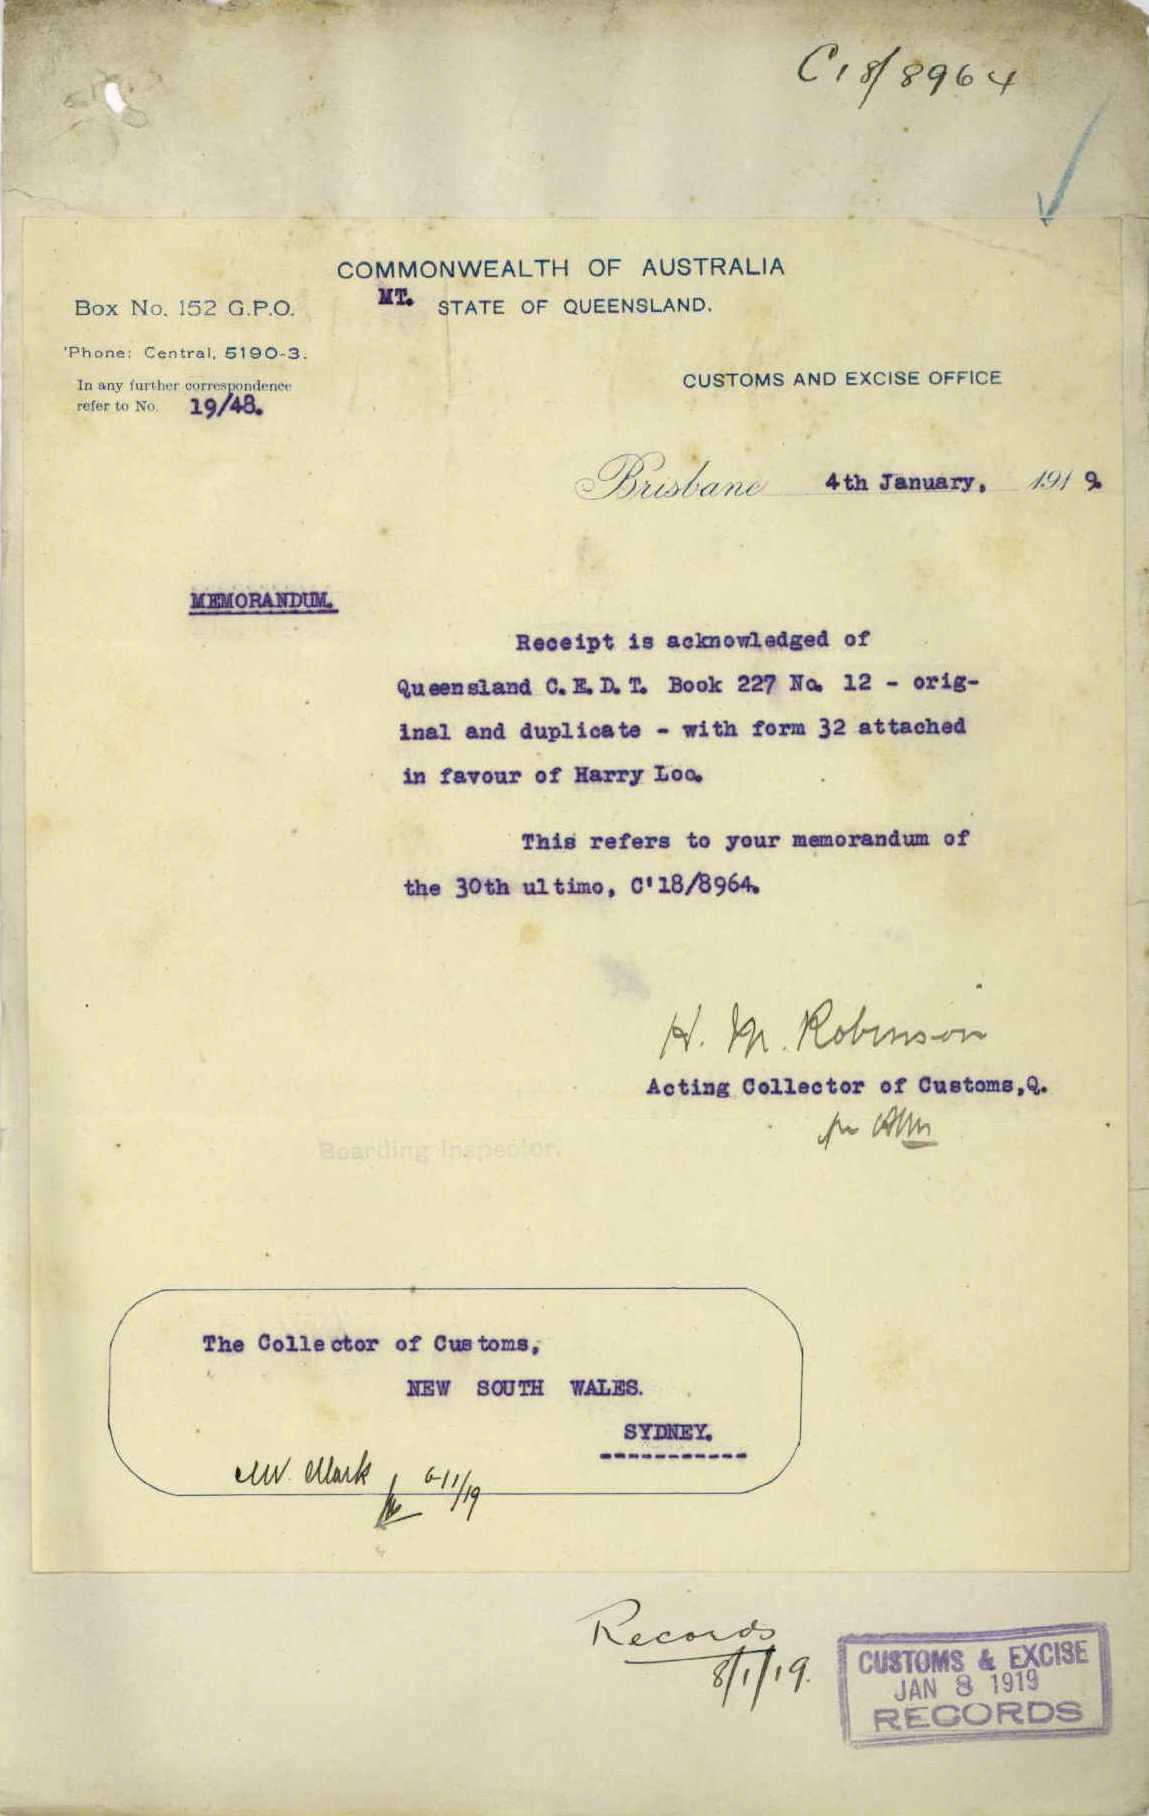 C18/8964
COMMONWEALTH OF AUSTRALIA
MT. STATE OF QUEENSLAND.
Box No. 152 G.P.O.
'Phone: Central, 5190-3.
In any further correspondence
refer to No. 19/48.
CUSTOMS AND EXCISE OFFICE
Brisbane 4th January, 1919.
MEMORANDUM.
Receipt is acknowledged of
Queensland C.E.D.T. Book 227 No. 12 - orig-
inal and duplicate - with form 32 attached
in favour of Harry Loo.
This refers to your memorandum of
the 30th ultimo, C'18/8964.
H. M. Robinson
Acting Collector of Customs, Q.
Boarding Inspector.
The Collector of Customs,
NEW SOUTH WALES.
SYDNEY.
-----------
Mark 6/1/19
Records
8/1/19.
CUSTOMS & EXCISE
JAN 8 1919
RECORDS